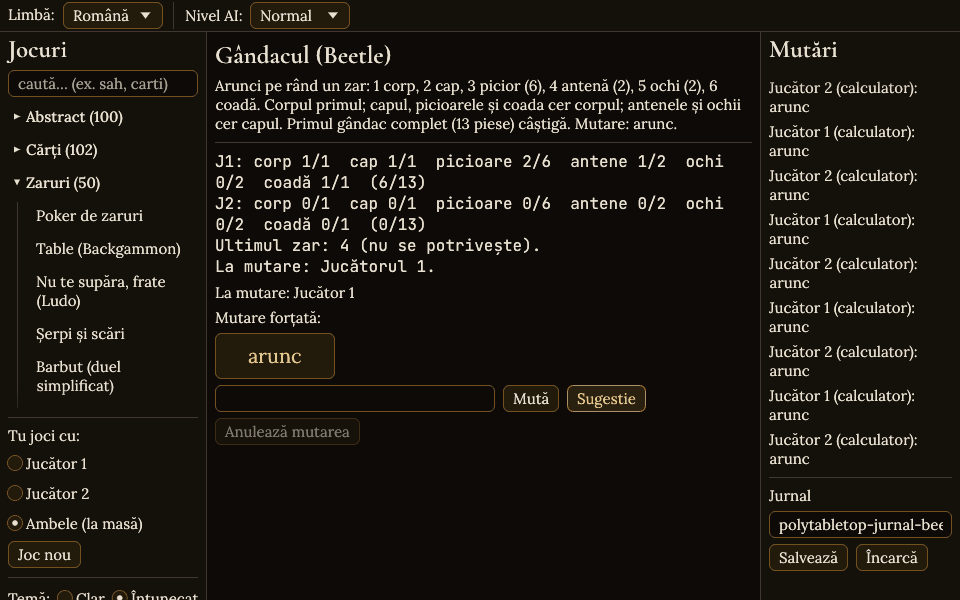 Limbă: Română ▼ Nivel AI: Normal ▼
Jocuri
caută... (ex. sah, carti)
▸ Abstract (100)
▸ Cărți (102)
▾ Zaruri (50)
Poker de zaruri
Table (Backgammon)
Nu te supăra, frate
(Ludo)
Șerpi și scări
Barbut (duel
simplificat)
Tu joci cu:
Jucător 1
Jucător 2
Ambele (la masă)
Joc nou
Temă: Clar Întunecat
Gândacul (Beetle)
Arunci pe rând un zar: 1 corp, 2 cap, 3 picior (6), 4 antenă (2), 5 ochi (2), 6
coadă. Corpul primul; capul, picioarele și coada cer corpul; antenele și ochii
cer capul. Primul gândac complet (13 piese) câștigă. Mutare: arunc.
J1: corp 1/1 cap 1/1 picioare 2/6 antene 1/2 ochi
0/2 coadă 1/1 (6/13)
J2: corp 0/1 cap 0/1 picioare 0/6 antene 0/2 ochi
0/2 coadă 0/1 (0/13)
Ultimul zar: 4 (nu se potrivește).
La mutare: Jucătorul 1.
La mutare: Jucător 1
Mutare forțată:
arunc
Mută Sugestie
Anulează mutarea
Mutări
Jucător 2 (calculator):
arunc
Jucător 1 (calculator):
arunc
Jucător 2 (calculator):
arunc
Jucător 1 (calculator):
arunc
Jucător 2 (calculator):
arunc
Jucător 1 (calculator):
arunc
Jucător 2 (calculator):
arunc
Jucător 1 (calculator):
arunc
Jucător 2 (calculator):
arunc
Jurnal
polytabletop-jurnal-bee
Salvează Încarcă